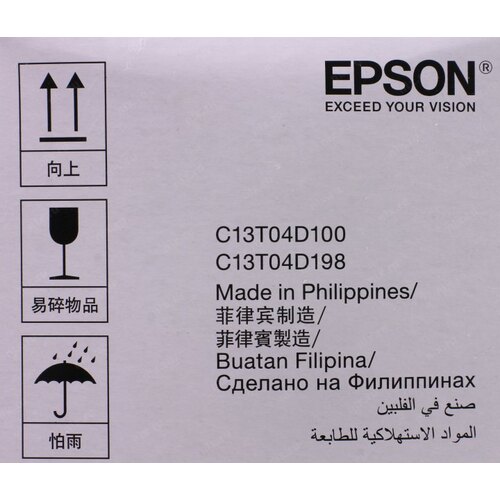 EPSON®
EXCEED YOUR VISION
向上
易碎物品
怕雨
C13T04D100
C13T04D198
Made in Philippines/
菲律宾制造/
菲律賓製造/
Buatan Filipina/
Сделано на Филиппинах
صنع في الفلبين
المواد الاستهلاكية للطابعة